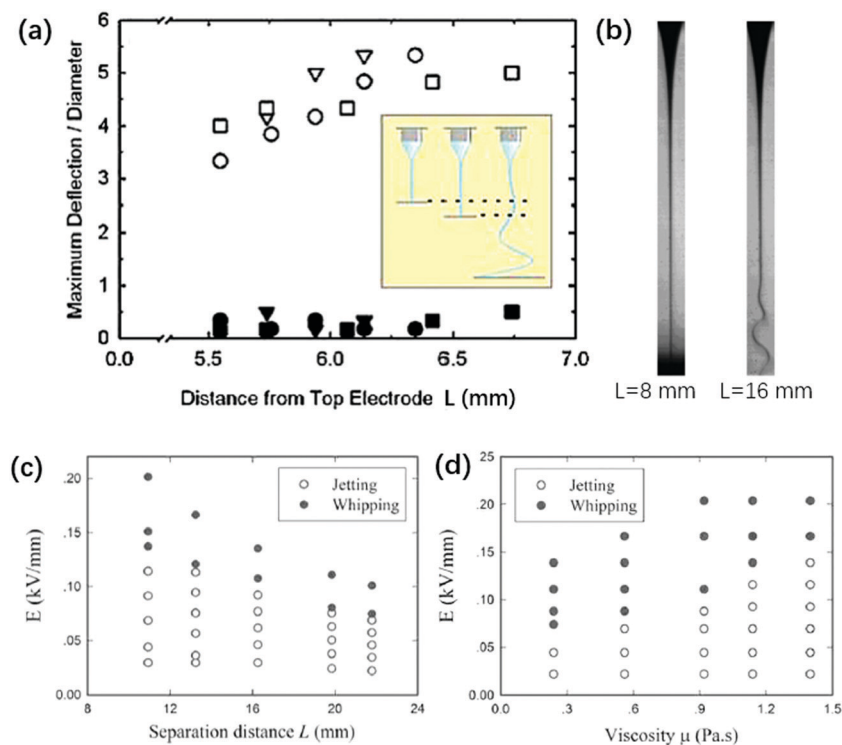 (a)
Maximum Deflection / Diameter
6
5
4
3
2
1
0
0.0 5.5 6.0 6.5 7.0
Distance from Top Electrode L (mm)
(b)
L=8 mm L=16 mm
(c)
E (kV/mm)
.20
.15
.10
.05
0.00
Jetting
Whipping
8 12 16 20 24
Separation distance L (mm)
(d)
E (kV/mm)
.25
.20
.15
.10
.05
0.00
Jetting
Whipping
0.0 .3 .6 .9 1.2 1.5
Viscosity μ (Pa.s)